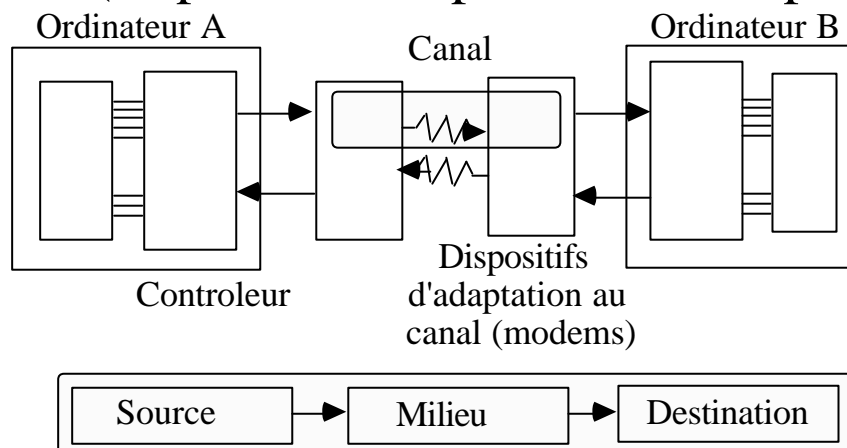 Ordinateur A
Canal
Ordinateur B
Controleur
Dispositifs
d'adaptation au
canal (modems)
Source
Milieu
Destination